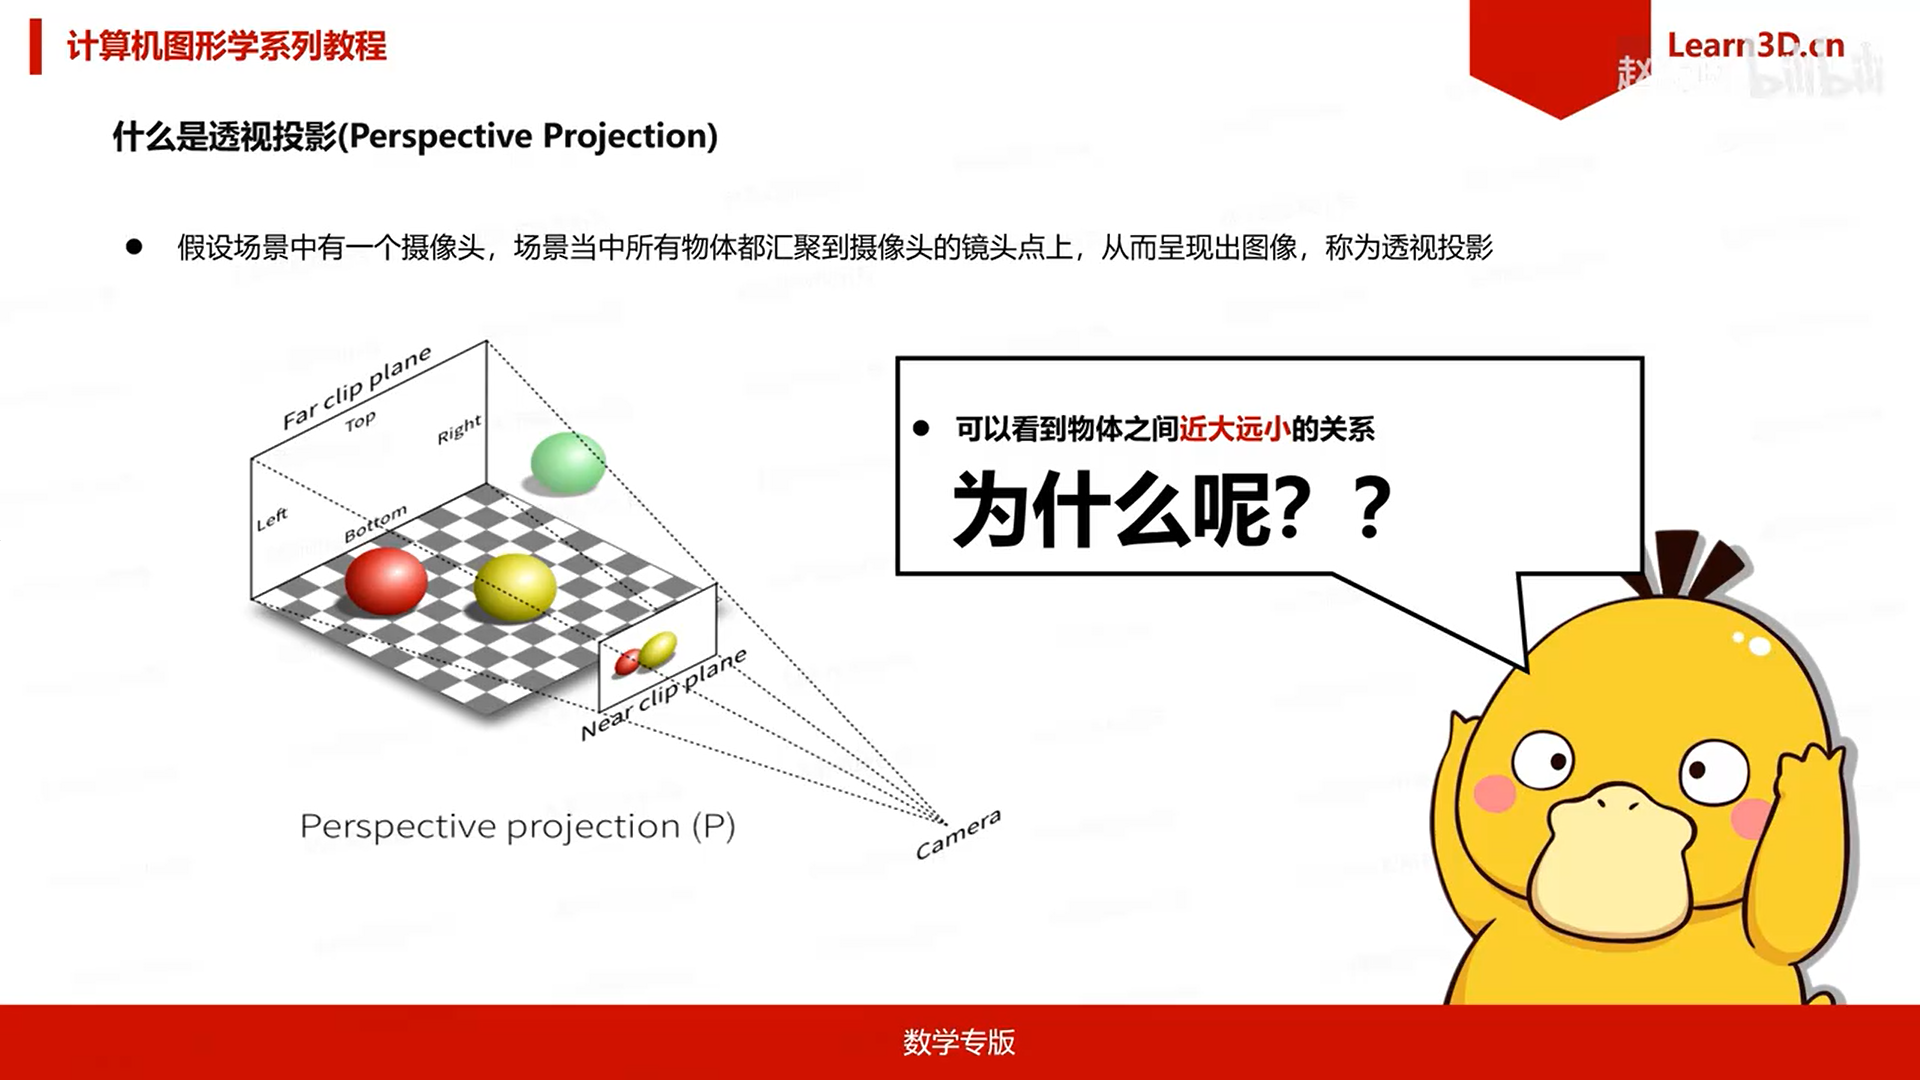 计算机图形学系列教程
Learn3D.cn
bilibili
什么是透视投影(Perspective Projection)
● 假设场景中有一个摄像头，场景当中所有物体都汇聚到摄像头的镜头点上，从而呈现出图像，称为透视投影
Far clip plane
Top
Right
Left
Bottom
Near clip plane
Camera
Perspective projection (P)
● 可以看到物体之间近大远小的关系
为什么呢？？
数学专版